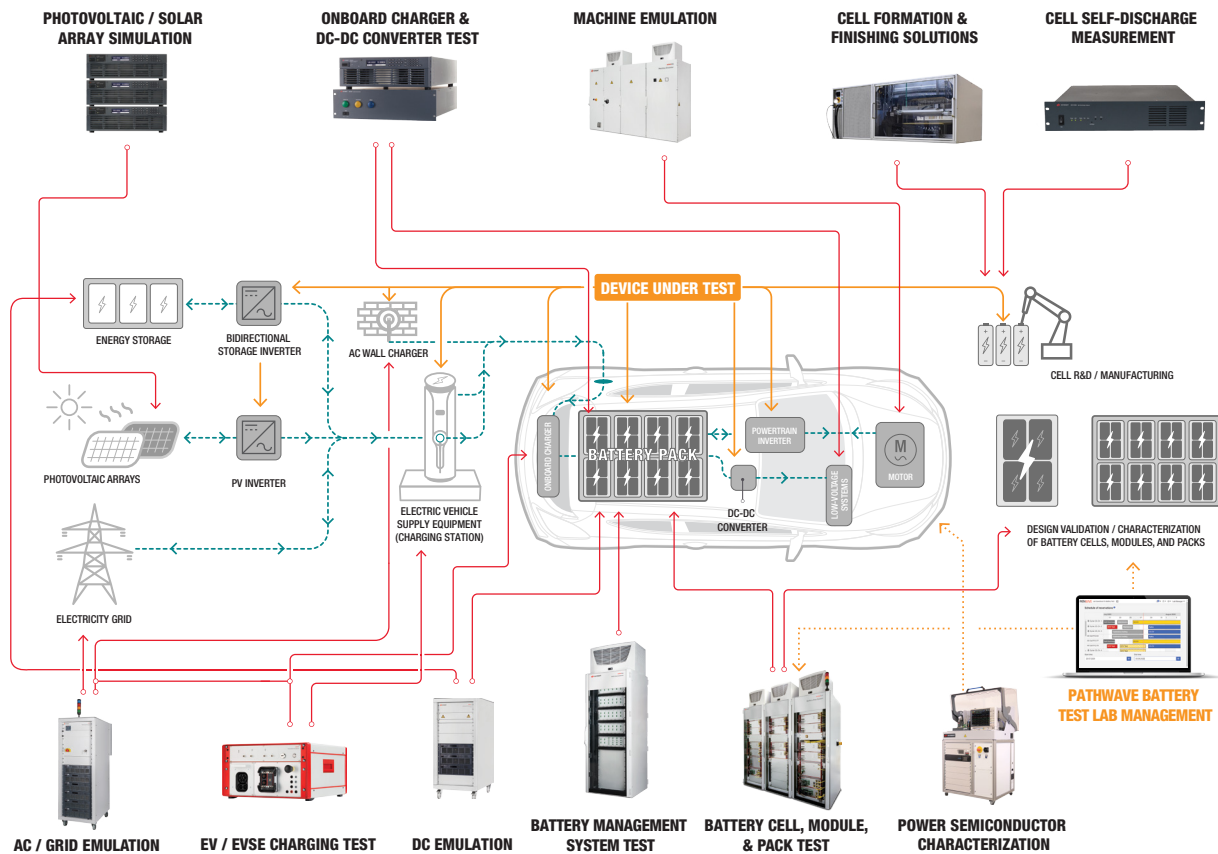 PHOTOVOLTAIC / SOLAR
ARRAY SIMULATION
ONBOARD CHARGER &
DC-DC CONVERTER TEST
MACHINE EMULATION
CELL FORMATION &
FINISHING SOLUTIONS
CELL SELF-DISCHARGE
MEASUREMENT
DEVICE UNDER TEST
ENERGY STORAGE
BIDIRECTIONAL
STORAGE INVERTER
AC WALL CHARGER
CELL R&D / MANUFACTURING
PHOTOVOLTAIC ARRAYS
PV INVERTER
ELECTRIC VEHICLE
SUPPLY EQUIPMENT
(CHARGING STATION)
ONBOARD CHARGER
BATTERY PACK
POWERTRAIN
INVERTER
DC-DC
CONVERTER
LOW-VOLTAGE
SYSTEMS
M
MOTOR
DESIGN VALIDATION / CHARACTERIZATION
OF BATTERY CELLS, MODULES, AND PACKS
ELECTRICITY GRID
PATHWAVE BATTERY
TEST LAB MANAGEMENT
AC / GRID EMULATION
EV / EVSE CHARGING TEST
DC EMULATION
BATTERY MANAGEMENT
SYSTEM TEST
BATTERY CELL, MODULE,
& PACK TEST
POWER SEMICONDUCTOR
CHARACTERIZATION